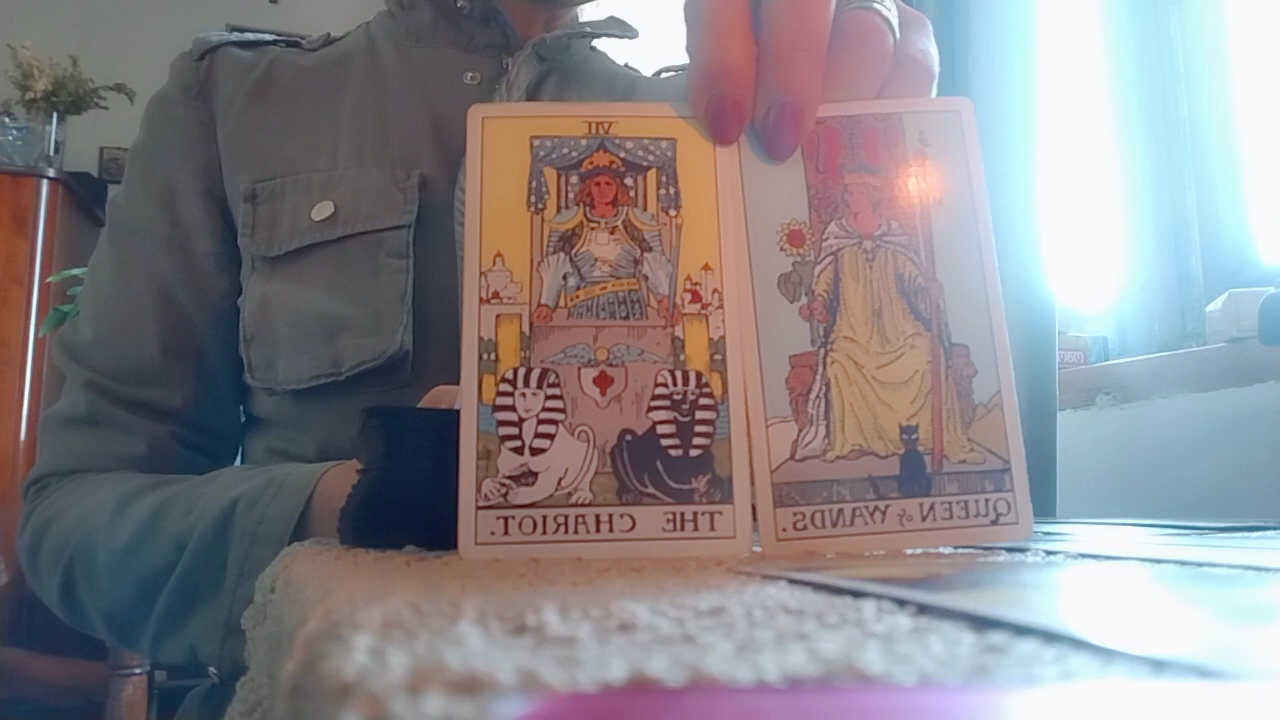 VII
THE CHARIOT.
QUEEN of WANDS.